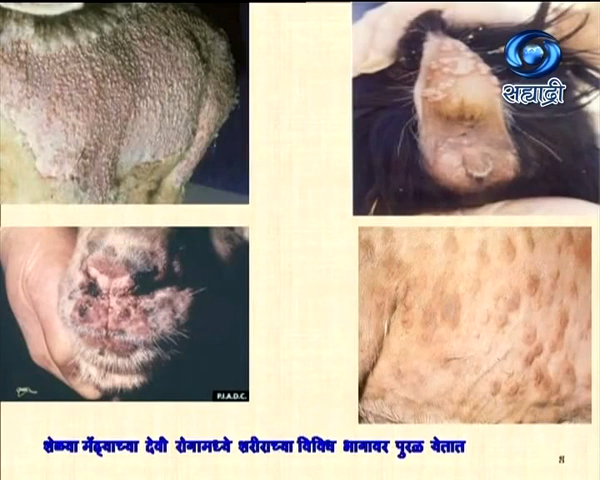 सह्याद्री
P.I.A.D.C.
शेळ्या मेंढ्याच्या देवी रोगामध्ये शरीराच्या विविध भागावर पुरळ येतात